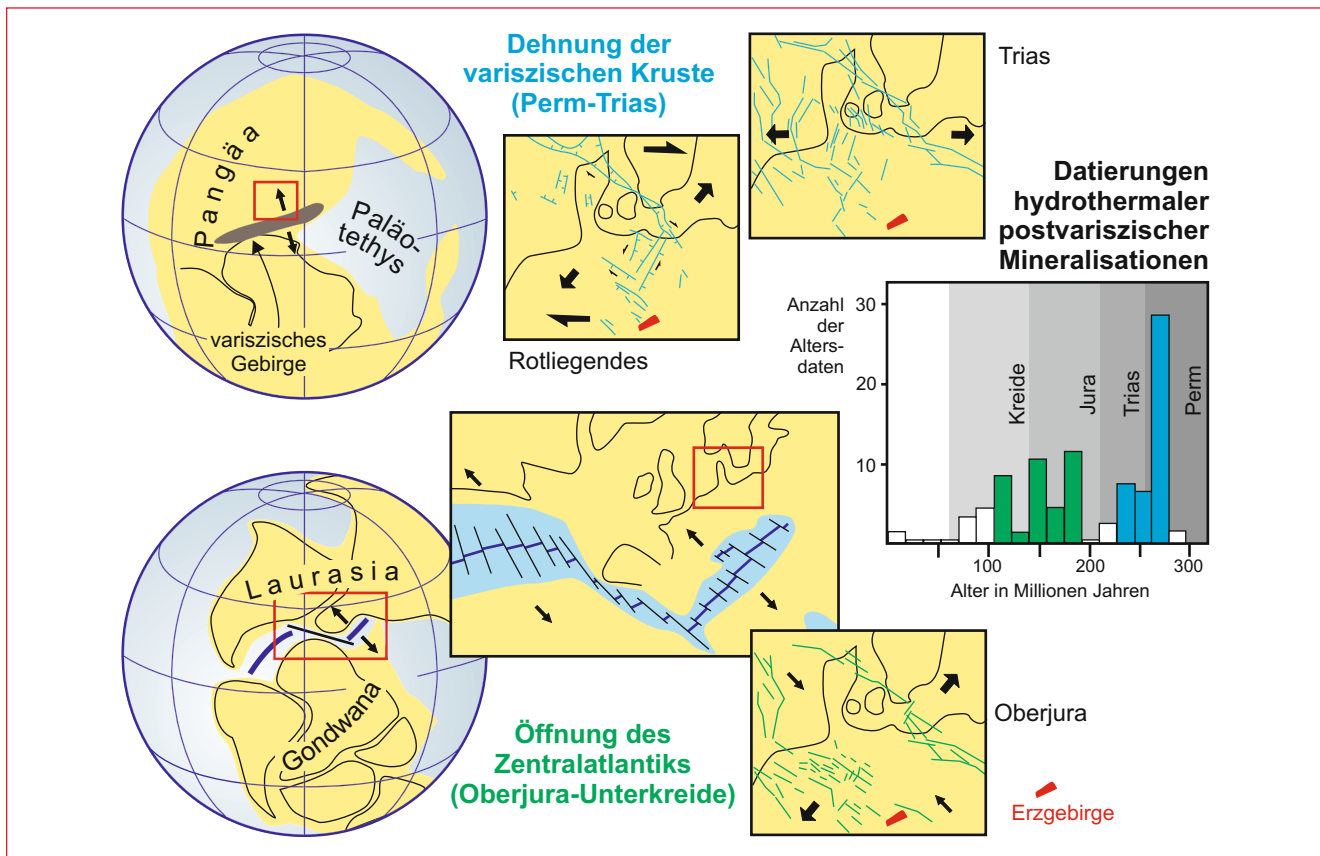 Dehnung der
variszischen Kruste
(Perm-Trias)
Trias
Pangäa
Paläo-
tethys
variszisches
Gebirge
Rotliegendes
Datierungen
hydrothermaler
postvariszischer
Mineralisationen
Anzahl
der
Alters-
daten
30
20
10
Kreide
Jura
Trias
Perm
100
200
300
Alter in Millionen Jahren
Laurasia
Gondwana
Öffnung des
Zentralatlantiks
(Oberjura-Unterkreide)
Oberjura
Erzgebirge